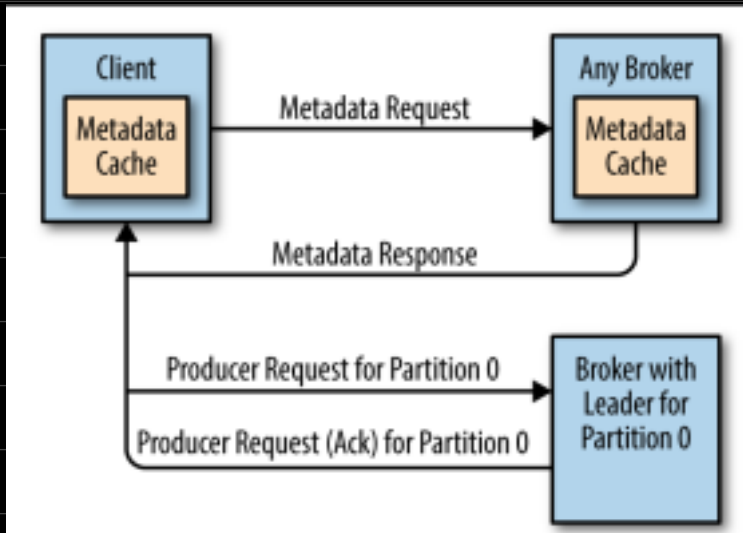 Client
Metadata
Cache
Metadata Request
Any Broker
Metadata
Cache
Metadata Response
Producer Request for Partition 0
Producer Request (Ack) for Partition 0
Broker with
Leader for
Partition 0